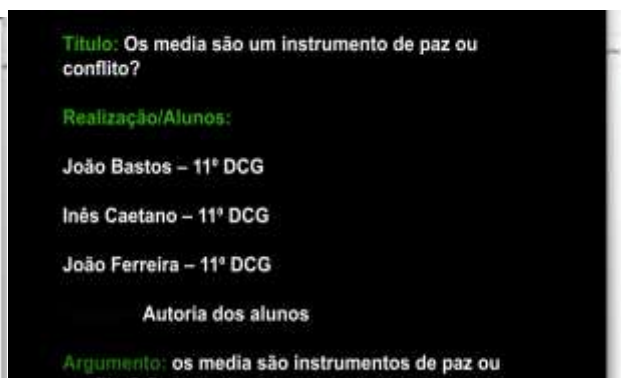 Título: Os media são um instrumento de paz ou
conflito?
Realização/Alunos:
João Bastos – 11º DCG
Inês Caetano – 11º DCG
João Ferreira – 11º DCG
Autoria dos alunos
Argumento: os media são instrumentos de paz ou